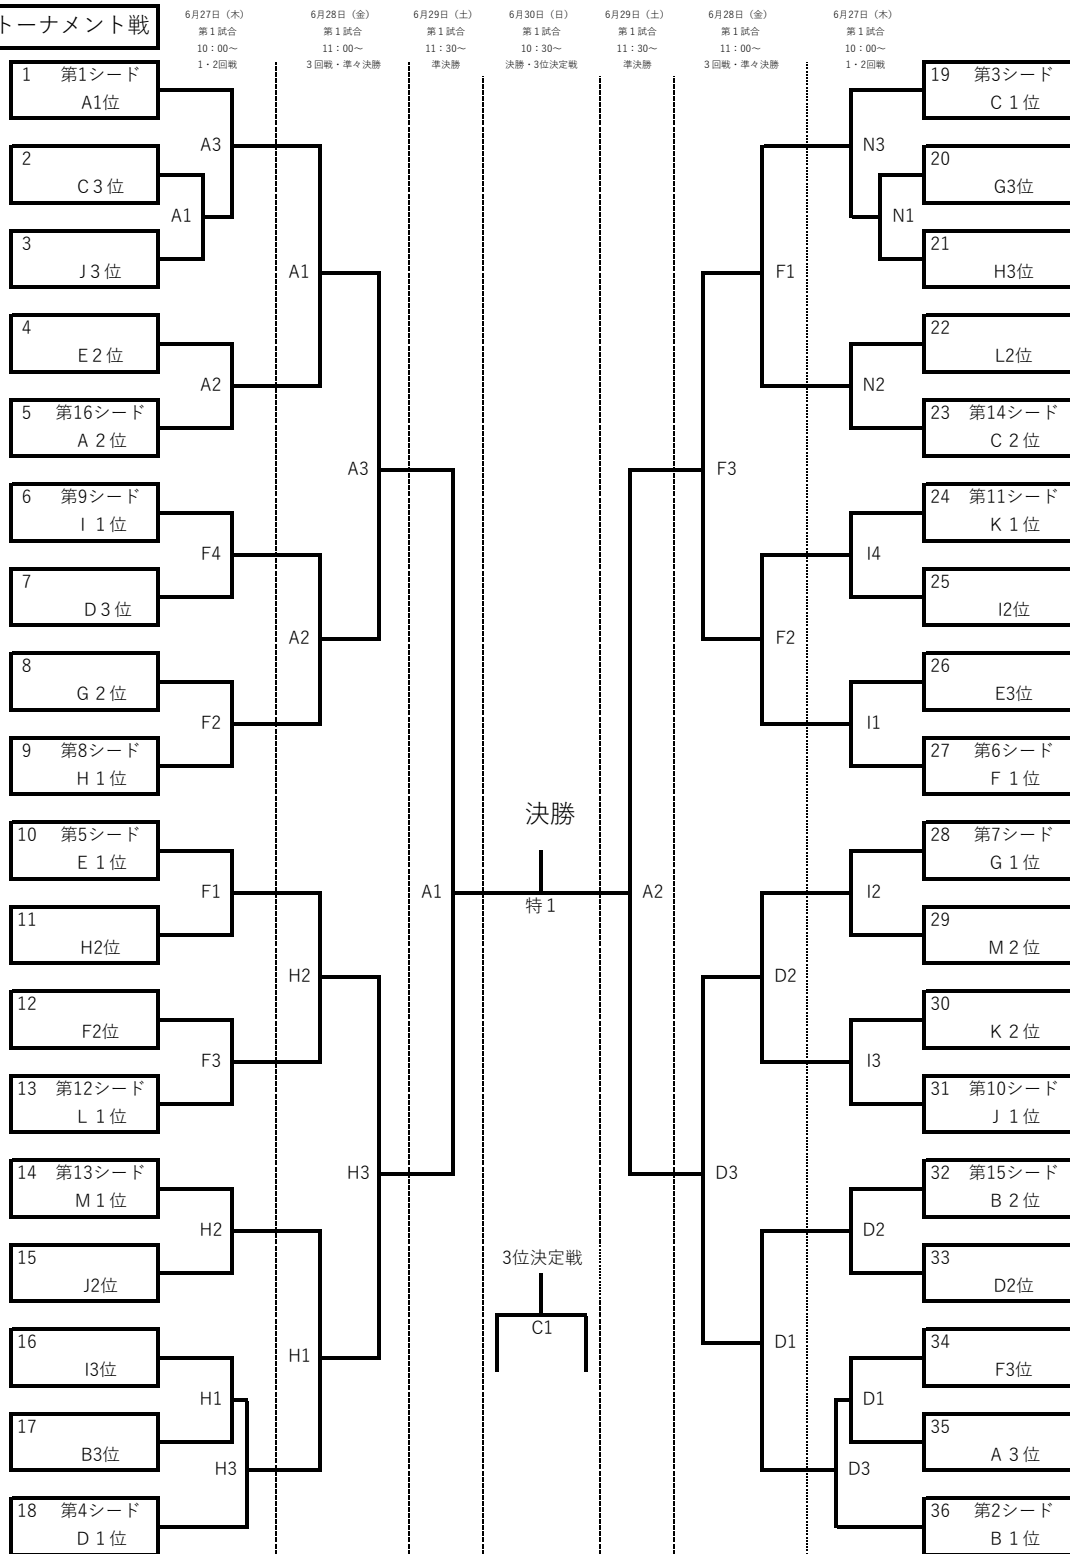 トーナメント戦
6月27日（木）
第1試合
10：00～
1・2回戦
6月28日（金）
第1試合
11：00～
3回戦・準々決勝
6月29日（土）
第1試合
11：30～
準決勝
6月30日（日）
第1試合
10：30～
決勝・3位決定戦
6月29日（土）
第1試合
11：30～
準決勝
6月28日（金）
第1試合
11：00～
3回戦・準々決勝
6月27日（木）
第1試合
10：00～
1・2回戦
1 第1シード
A1位
2
C3位
3
J3位
4
E2位
5 第16シード
A 2位
6 第9シード
I 1位
7
D3位
8
G 2位
9 第8シード
H 1位
10 第5シード
E 1位
11
H2位
12
F2位
13 第12シード
L 1位
14 第13シード
M 1位
15
J2位
16
I3位
17
B3位
18 第4シード
D 1位
A3
A1
A2
F4
F2
F1
F3
H2
H1
H3
A1
A2
H2
H1
A3
H3
A1
決勝
特1
3位決定戦
C1
A2
F3
D3
F1
F2
D2
D1
N3
N1
N2
I4
I1
I2
I3
D2
D1
D3
19 第3シード
C 1位
20
G3位
21
H3位
22
L2位
23 第14シード
C 2位
24 第11シード
K 1位
25
I2位
26
E3位
27 第6シード
F 1位
28 第7シード
G 1位
29
M 2位
30
K 2位
31 第10シード
J 1位
32 第15シード
B 2位
33
D2位
34
F3位
35
A 3位
36 第2シード
B 1位